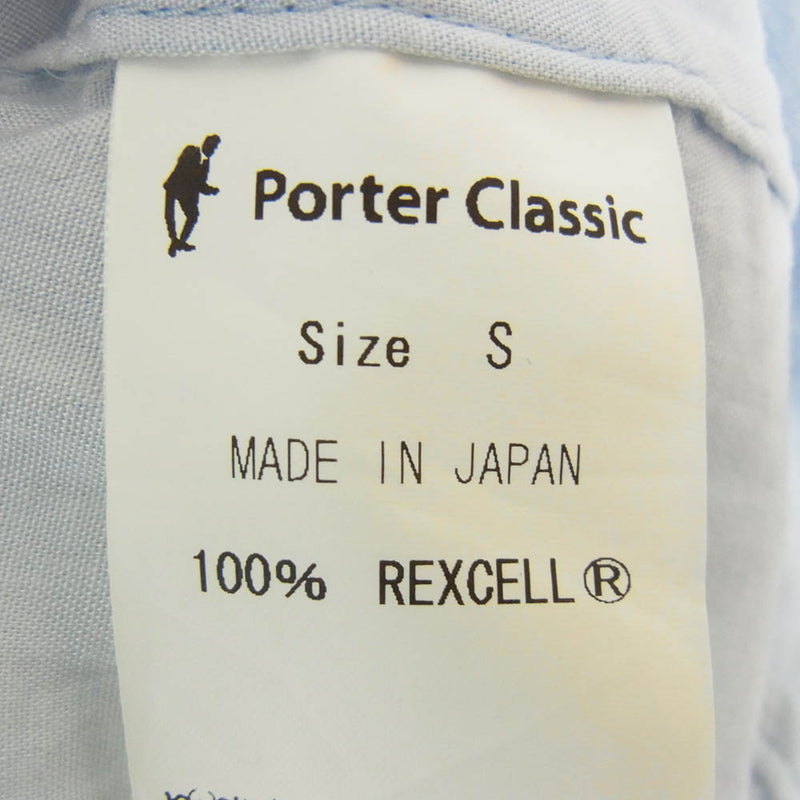 Porter Classic
Size S
MADE IN JAPAN
100% REXCELL®